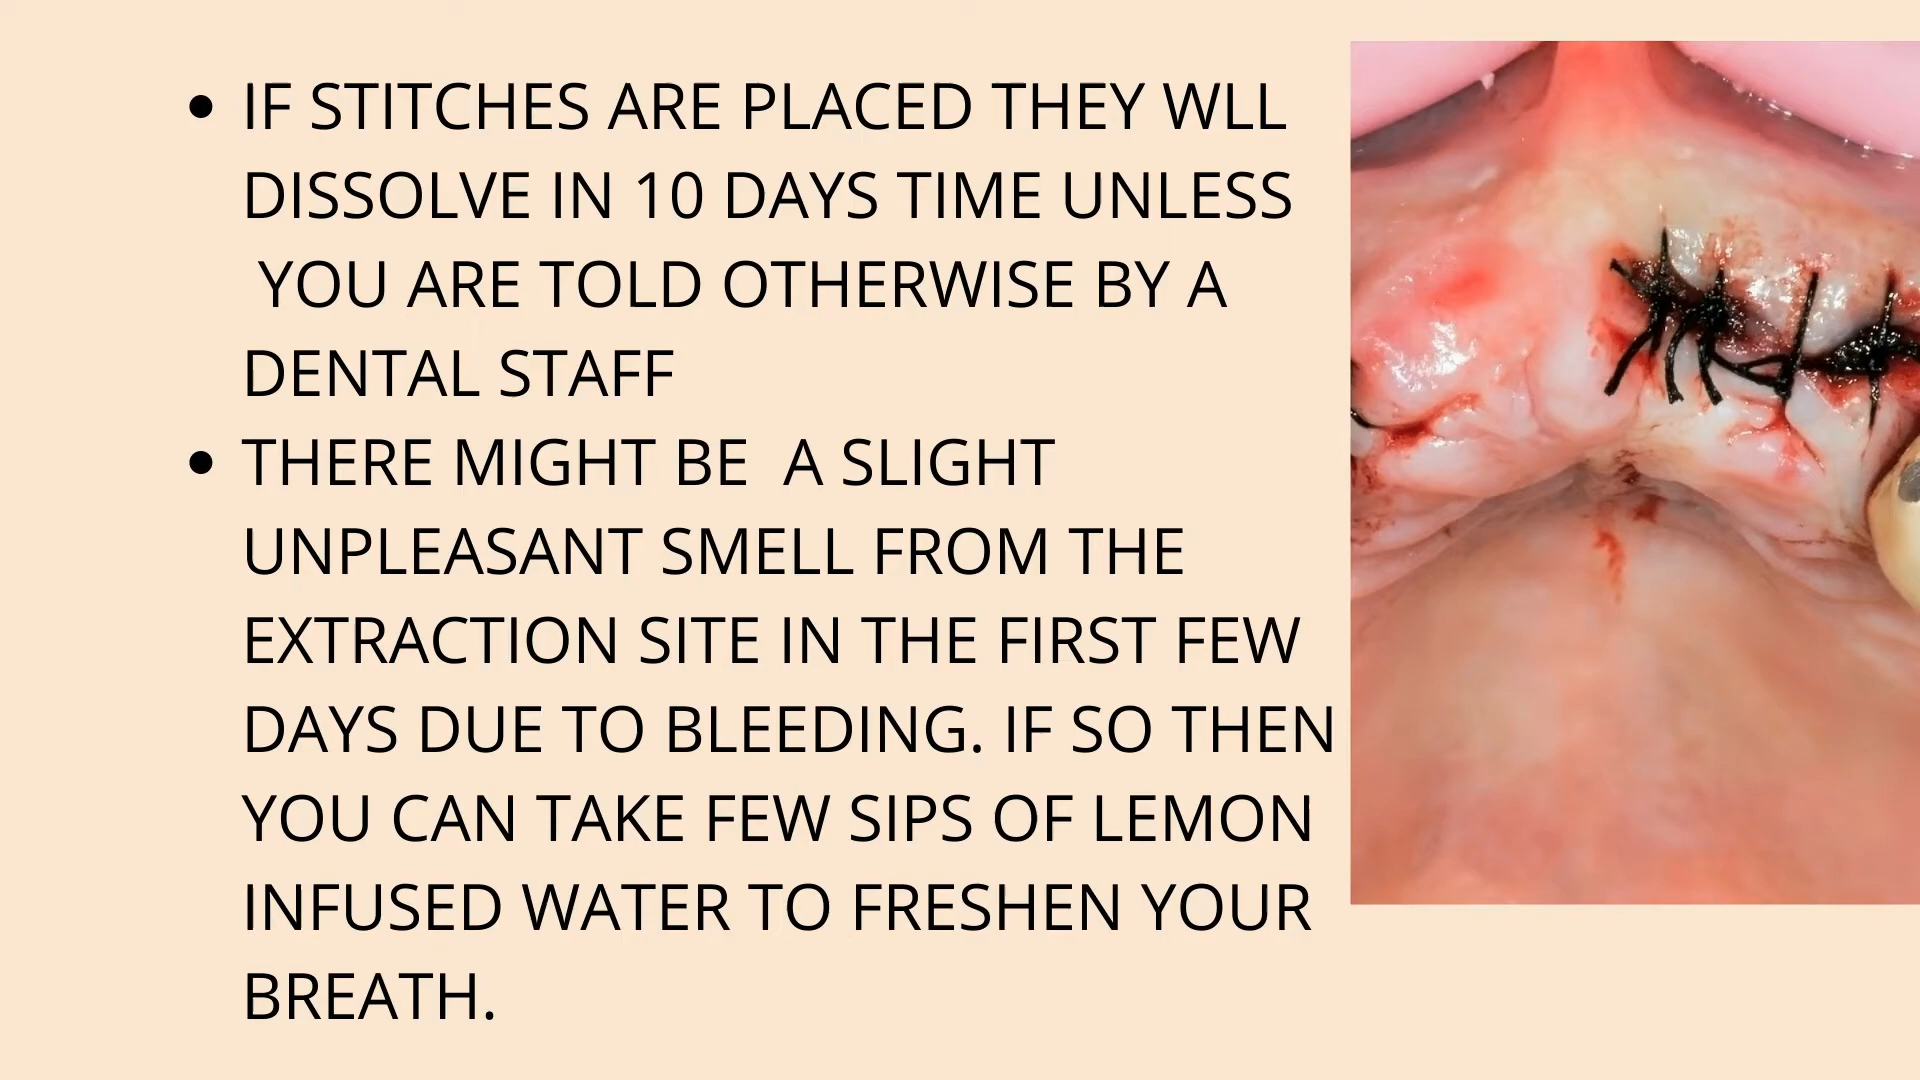 • IF STITCHES ARE PLACED THEY WLL
DISSOLVE IN 10 DAYS TIME UNLESS
YOU ARE TOLD OTHERWISE BY A
DENTAL STAFF
• THERE MIGHT BE  A SLIGHT
UNPLEASANT SMELL FROM THE
EXTRACTION SITE IN THE FIRST FEW
DAYS DUE TO BLEEDING. IF SO THEN
YOU CAN TAKE FEW SIPS OF LEMON
INFUSED WATER TO FRESHEN YOUR
BREATH.